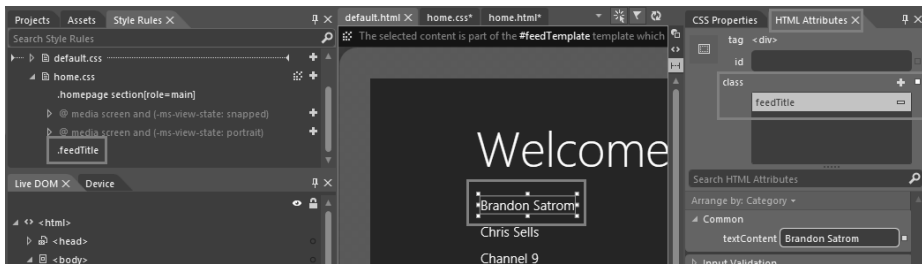 Projects Assets Style Rules
Search Style Rules
default.css
home.css
.homepage section[role=main]
@ media screen and (-ms-view-state: snapped)
@ media screen and (-ms-view-state: portrait)
.feedTitle
Live DOM Device
<html>
<head>
<body>
default.html home.css* home.html*
The selected content is part of the #feedTemplate template which
Welcome
Brandon Satrom
Chris Sells
Channel 9
CSS Properties HTML Attributes
tag <div>
id
class
feedTitle
Search HTML Attributes
Arrange by: Category
Common
textContent Brandon Satrom
Input Validation